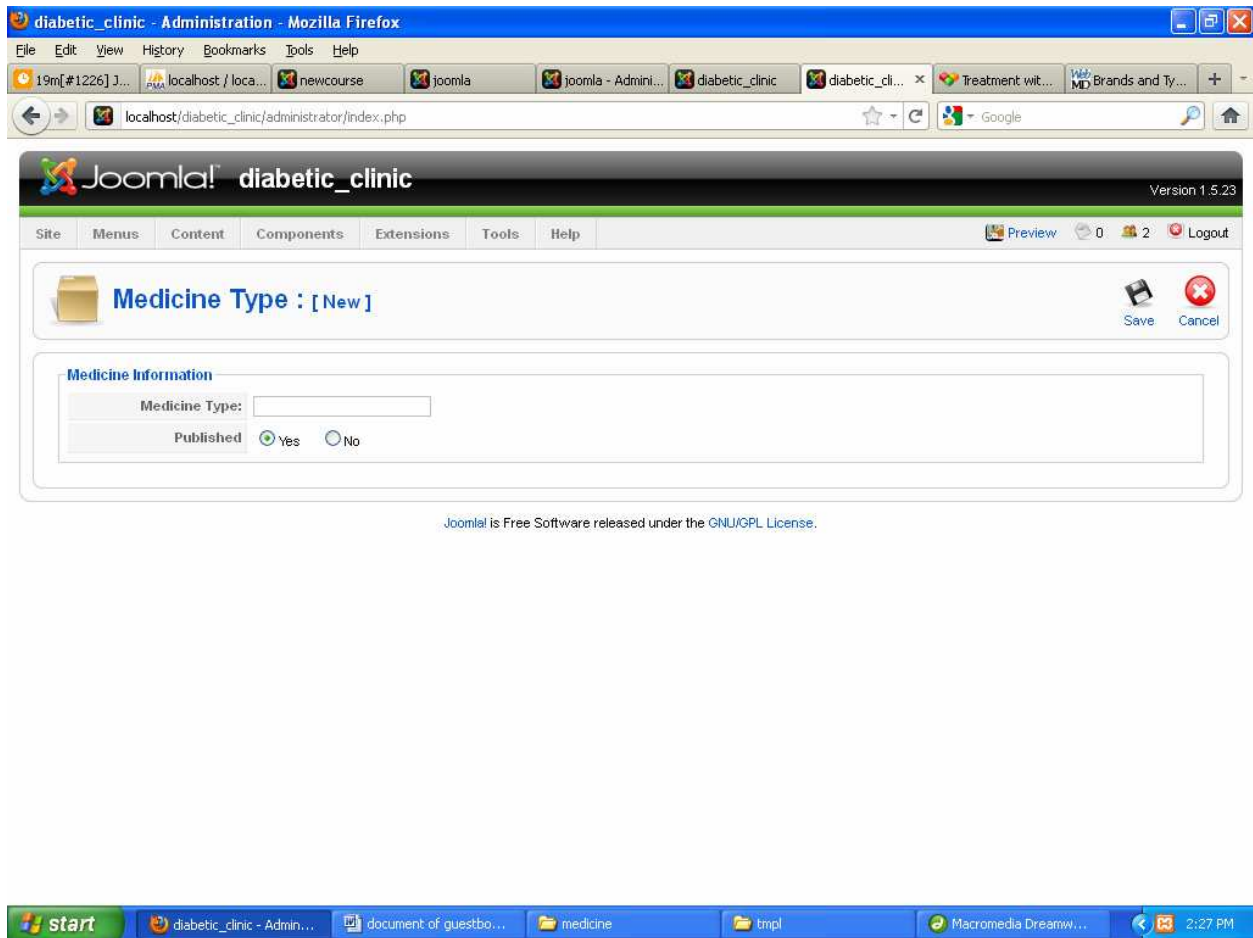 diabetic_clinic - Administration - Mozilla Firefox
File Edit View History Bookmarks Tools Help
19m[#1226] J... localhost / loca... newcourse joomla joomla - Admini... diabetic_clinic diabetic_cli... Treatment wit... Brands and Ty...
localhost/diabetic_clinic/administrator/index.php Google
Joomla! diabetic_clinic
Version 1.5.23
Site Menus Content Components Extensions Tools Help Preview 0 2 Logout
Medicine Type : [ New ]
Save Cancel
Medicine Information
Medicine Type:
Published Yes No
Joomla! is Free Software released under the GNU/GPL License.
start diabetic_clinic - Admin... document of guestbo... medicine tmpl Macromedia Dreamw... 2:27 PM